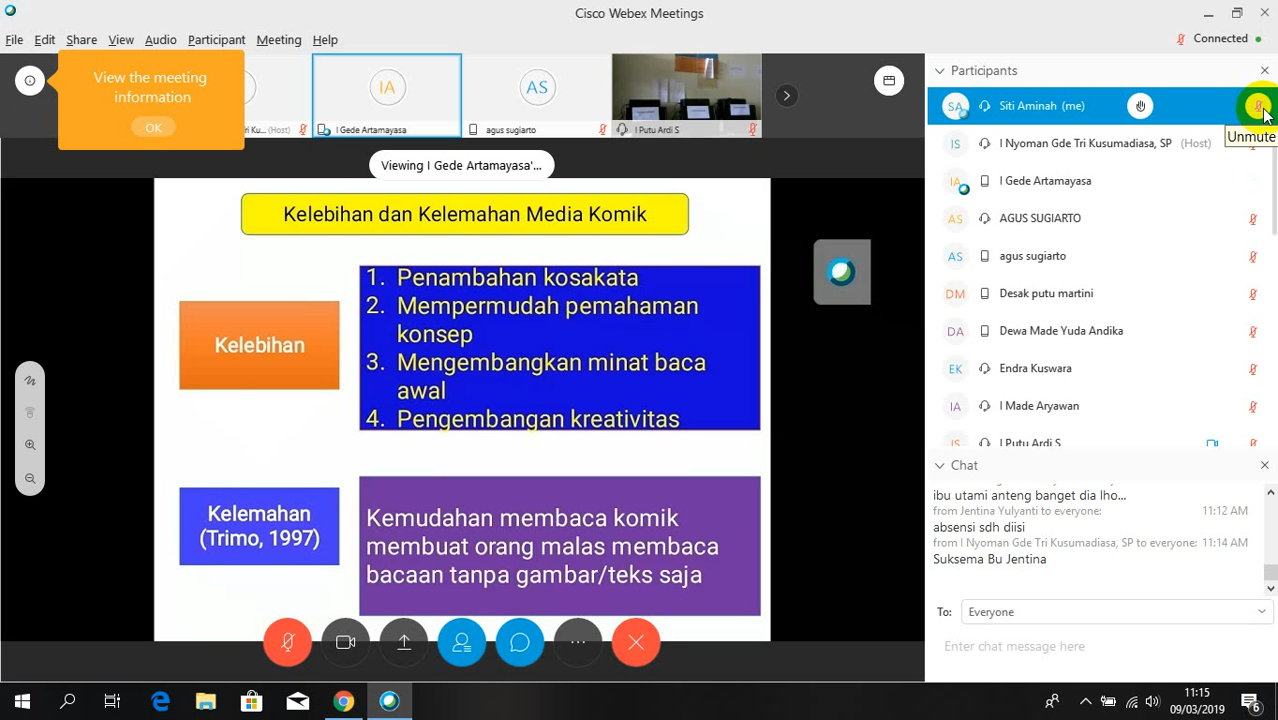 Cisco Webex Meetings
File Edit Share View Audio Participant Meeting Help
Connected
View the meeting
information
OK
tri Ku... (Host)
IA
I Gede Artamayasa
AS
agus sugiarto
I Putu Ardi S
Viewing I Gede Artamayasa'...
Kelebihan dan Kelemahan Media Komik
Kelebihan
1. Penambahan kosakata
2. Mempermudah pemahaman
konsep
3. Mengembangkan minat baca
awal
4. Pengembangan kreativitas
Kelemahan
(Trimo, 1997)
Kemudahan membaca komik
membuat orang malas membaca
bacaan tanpa gambar/teks saja
Participants
SA Siti Aminah (me)
Unmute
IS I Nyoman Gde Tri Kusumadiasa, SP (Host)
IA I Gede Artamayasa
AS AGUS SUGIARTO
AS agus sugiarto
DM Desak putu martini
DA Dewa Made Yuda Andika
EK Endra Kuswara
IA I Made Aryawan
IS I Putu Ardi S
Chat
ibu utami anteng banget dia lho...
from Jentina Yulyanti to everyone: 11:12 AM
absensi sdh diisi
from I Nyoman Gde Tri Kusumadiasa, SP to everyone: 11:14 AM
Suksema Bu Jentina
To: Everyone
Enter chat message here
11:15
09/03/2019
6